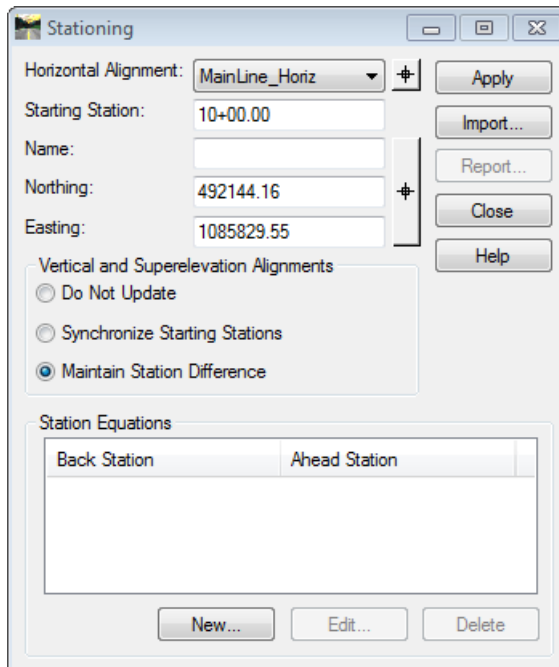 Stationing
Horizontal Alignment: MainLine_Horiz Apply
Starting Station: 10+00.00 Import...
Name: Report...
Northing: 492144.16 Close
Easting: 1085829.55 Help
Vertical and Superelevation Alignments
Do Not Update
Synchronize Starting Stations
Maintain Station Difference
Station Equations
Back Station Ahead Station
New... Edit... Delete